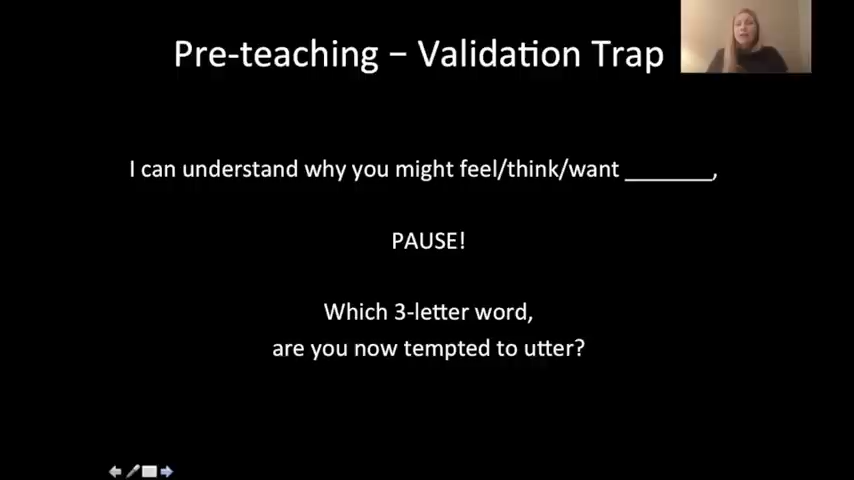 Pre-teaching – Validation Trap
I can understand why you might feel/think/want _______,
PAUSE!
Which 3-letter word,
are you now tempted to utter?